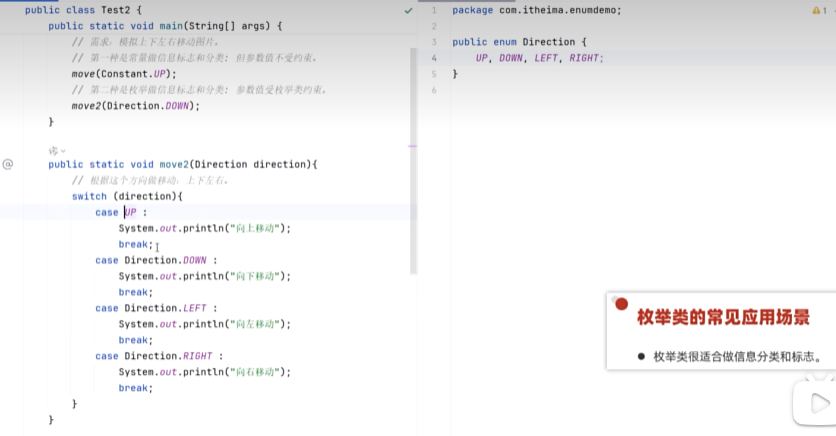 public class Test2 {
public static void main(String[] args) {
// 需求：模拟上下左右移动图片。
// 第一种是常量做信息标志和分类：但参数值不受约束。
move(Constant.UP);
// 第二种是枚举做信息标志和分类：参数值受枚举类约束。
move2(Direction.DOWN);
}
public static void move2(Direction direction){
// 根据这个方向做移动：上下左右。
switch (direction){
case UP :
System.out.println("向上移动");
break;
case Direction.DOWN :
System.out.println("向下移动");
break;
case Direction.LEFT :
System.out.println("向左移动");
break;
case Direction.RIGHT :
System.out.println("向右移动");
break;
}
}
1 package com.itheima.enumdemo;
2
3 public enum Direction {
4 UP, DOWN, LEFT, RIGHT;
5 }
6
1
枚举类的常见应用场景
● 枚举类很适合做信息分类和标志。